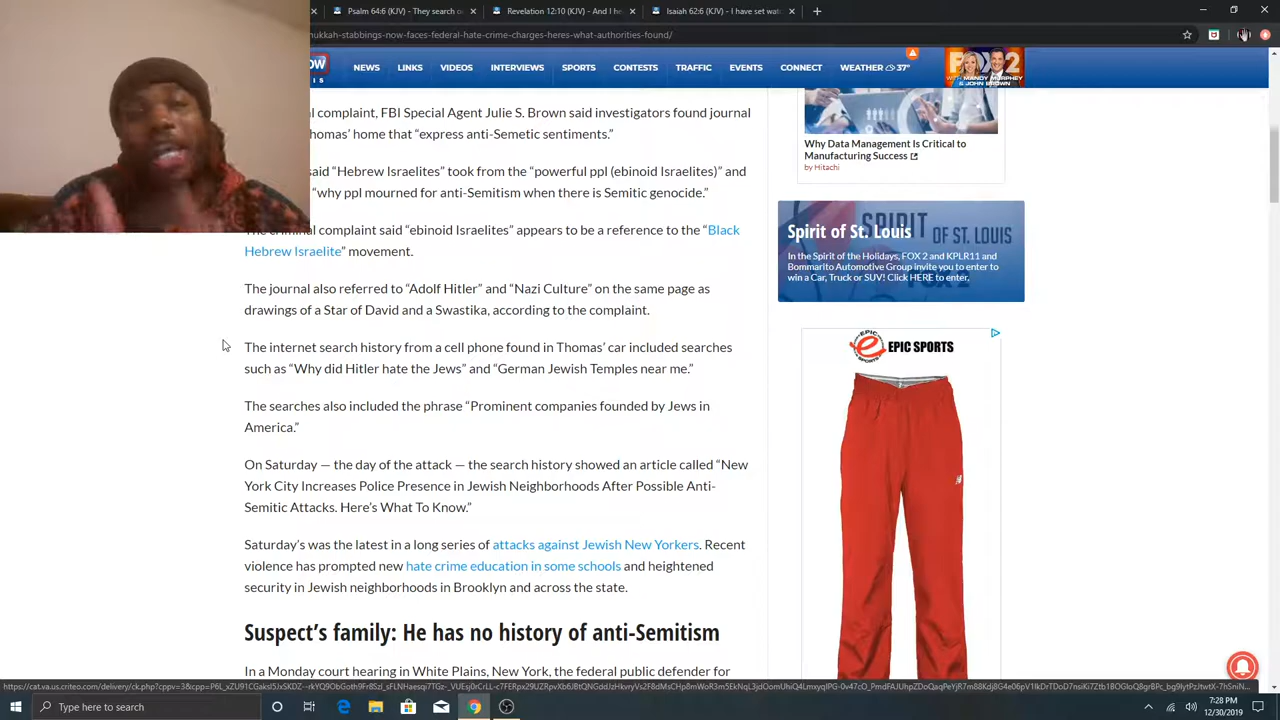 Psalm 64:6 (KJV) - They search o
Revelation 12:10 (KJV) - And I he
Isaiah 62:6 (KJV) - I have set wat
nukkah-stabbings-now-faces-federal-hate-crime-charges-heres-what-authorities-found/
OW
IS
NEWS LINKS VIDEOS INTERVIEWS SPORTS CONTESTS TRAFFIC EVENTS CONNECT WEATHER 37°
FOX 2
WITH MANDY MURPHEY
& JOHN BROWN
al complaint, FBI Special Agent Julie S. Brown said investigators found journal
homas’ home that “express anti-Semetic sentiments.”
said “Hebrew Israelites” took from the “powerful ppl (ebinoid Israelites) and
“why ppl mourned for anti-Semitism when there is Semitic genocide.”
The criminal complaint said “ebinoid Israelites” appears to be a reference to the “Black
Hebrew Israelite” movement.
The journal also referred to “Adolf Hitler” and “Nazi Culture” on the same page as
drawings of a Star of David and a Swastika, according to the complaint.
The internet search history from a cell phone found in Thomas’ car included searches
such as “Why did Hitler hate the Jews” and “German Jewish Temples near me.”
The searches also included the phrase “Prominent companies founded by Jews in
America.”
On Saturday — the day of the attack — the search history showed an article called “New
York City Increases Police Presence in Jewish Neighborhoods After Possible Anti-
Semitic Attacks. Here’s What To Know.”
Saturday’s was the latest in a long series of attacks against Jewish New Yorkers. Recent
violence has prompted new hate crime education in some schools and heightened
security in Jewish neighborhoods in Brooklyn and across the state.
Suspect’s family: He has no history of anti-Semitism
In a Monday court hearing in White Plains, New York, the federal public defender for
Why Data Management Is Critical to
Manufacturing Success
by Hitachi
SPIRIT
OF ST. LOUIS
Spirit of St. Louis
In the Spirit of the Holidays, FOX 2 and KPLR11 and
Bommarito Automotive Group invite you to enter to
win a Car, Truck or SUV! Click HERE to enter.
EPIC SPORTS
Type here to search
7:28 PM
12/30/2019